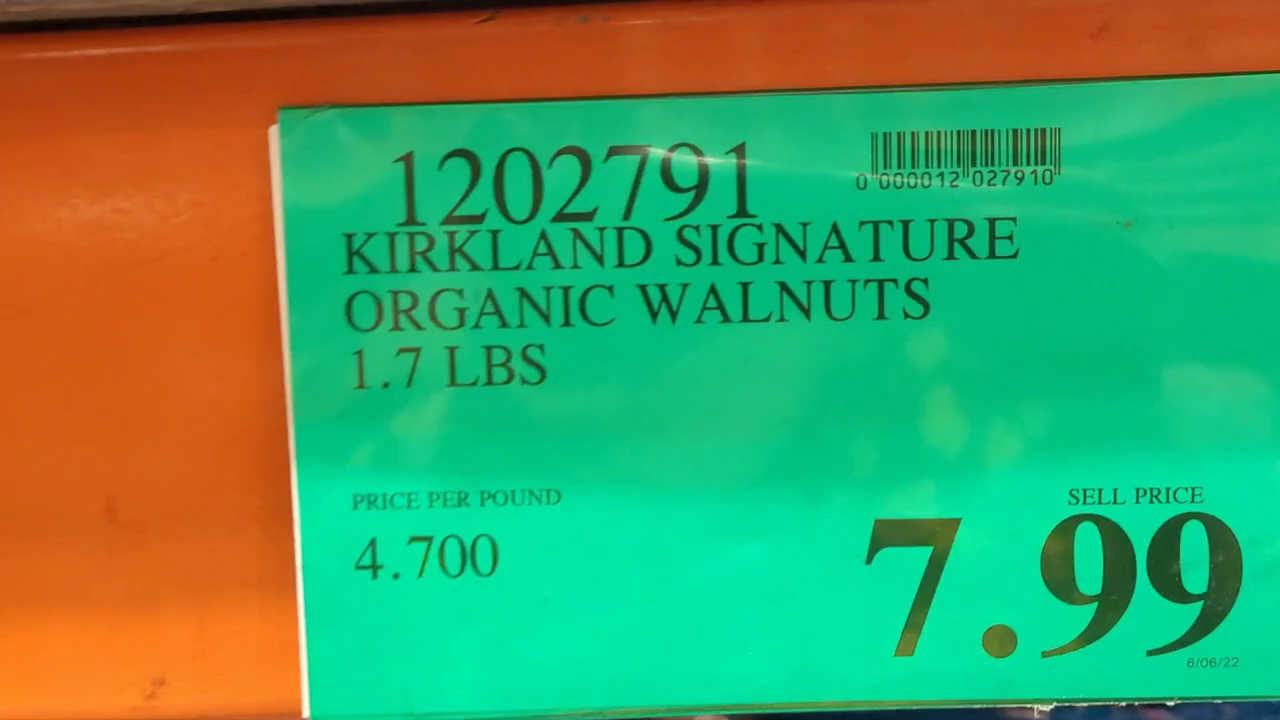 1202791
0 000012 027910
KIRKLAND SIGNATURE
ORGANIC WALNUTS
1.7 LBS
PRICE PER POUND
4.700
SELL PRICE
7.99
6/06/22